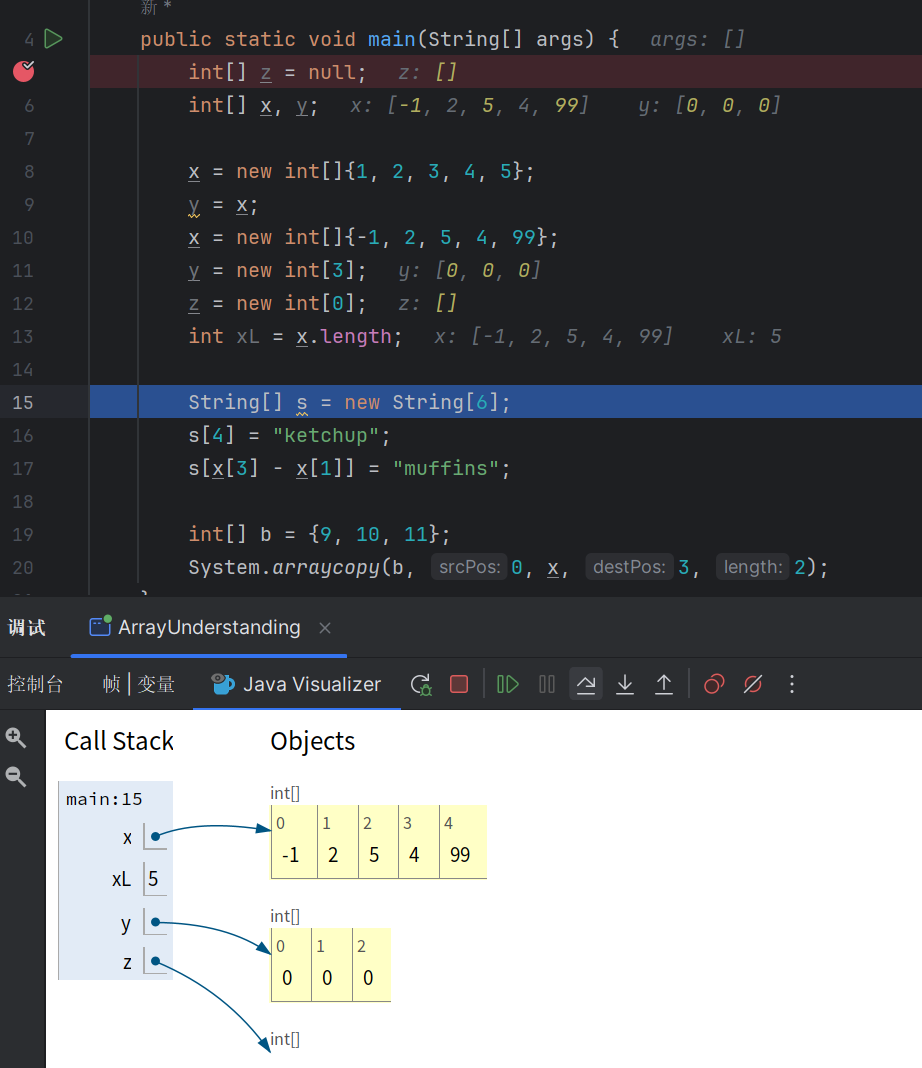 新 *
4 public static void main(String[] args) { args: []
int[] z = null; z: []
6 int[] x, y; x: [-1, 2, 5, 4, 99] y: [0, 0, 0]
7
8 x = new int[]{1, 2, 3, 4, 5};
9 y = x;
10 x = new int[]{-1, 2, 5, 4, 99};
11 y = new int[3]; y: [0, 0, 0]
12 z = new int[0]; z: []
13 int xL = x.length; x: [-1, 2, 5, 4, 99] xL: 5
14
15 String[] s = new String[6];
16 s[4] = "ketchup";
17 s[x[3] - x[1]] = "muffins";
18
19 int[] b = {9, 10, 11};
20 System.arraycopy(b, srcPos: 0, x, destPos: 3, length: 2);
调试 ArrayUnderstanding
控制台 帧 | 变量 Java Visualizer
Call Stack Objects
main:15
x
xL 5
y
z
int[]
0 1 2 3 4
-1 2 5 4 99
int[]
0 1 2
0 0 0
int[]